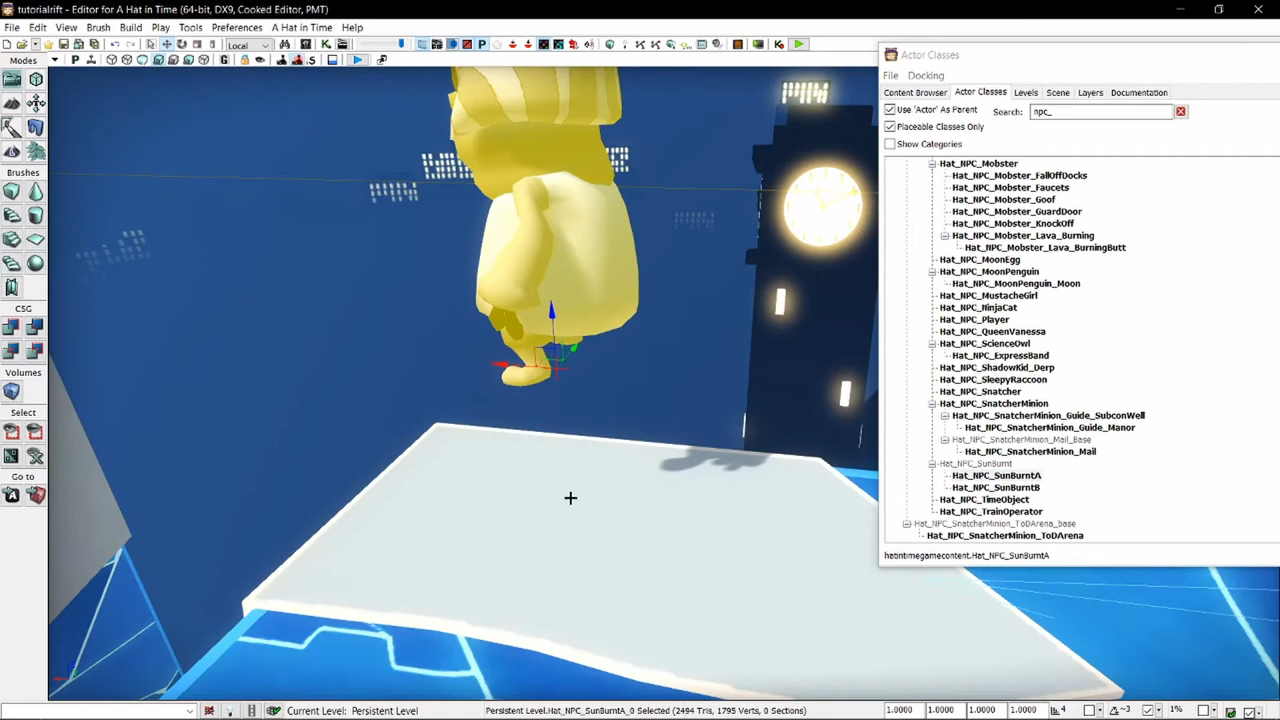 tutorialrift - Editor for A Hat in Time (64-bit, DX9, Cooked Editor, PMT)
File Edit View Brush Build Play Tools Preferences A Hat in Time Help
Local
Modes
Brushes
CSG
Volumes
Select
Go to
Actor Classes
File Docking
Content Browser Actor Classes Levels Scene Layers Documentation
Use 'Actor' As Parent
Search: npc_
Placeable Classes Only
Show Categories
Hat_NPC_Mobster
Hat_NPC_Mobster_FallOffDocks
Hat_NPC_Mobster_Faucets
Hat_NPC_Mobster_Goof
Hat_NPC_Mobster_GuardDoor
Hat_NPC_Mobster_KnockOff
Hat_NPC_Mobster_Lava_Burning
Hat_NPC_Mobster_Lava_BurningButt
Hat_NPC_MoonEgg
Hat_NPC_MoonPenguin
Hat_NPC_MoonPenguin_Moon
Hat_NPC_MustacheGirl
Hat_NPC_NinjaCat
Hat_NPC_Player
Hat_NPC_QueenVanessa
Hat_NPC_ScienceOwl
Hat_NPC_ExpressBand
Hat_NPC_ShadowKid_Derp
Hat_NPC_SleepyRaccoon
Hat_NPC_Snatcher
Hat_NPC_SnatcherMinion
Hat_NPC_SnatcherMinion_Guide_SubconWell
Hat_NPC_SnatcherMinion_Guide_Manor
Hat_NPC_SnatcherMinion_Mail_Base
Hat_NPC_SnatcherMinion_Mail
Hat_NPC_SunBurnt
Hat_NPC_SunBurntA
Hat_NPC_SunBurntB
Hat_NPC_TimeObject
Hat_NPC_TrainOperator
Hat_NPC_SnatcherMinion_ToDArena_base
Hat_NPC_SnatcherMinion_ToDArena
hatintimegamecontent.Hat_NPC_SunBurntA
Current Level: Persistent Level
Persistent Level.Hat_NPC_SunBurntA_0 Selected (2494 Tris, 1795 Verts, 0 Sections)
1.0000 1.0000 1.0000 1.0000 4 3 1%